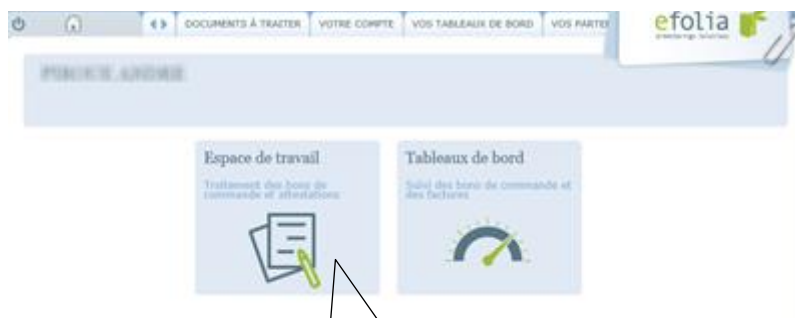 DOCUMENTS À TRAITER VOTRE COMPTE VOS TABLEAUX DE BORD VOS
efolia
Espace de travail
Traitement des bons de
commande et attestations
Tableaux de bord
Suivi des bons de commande et
des factures